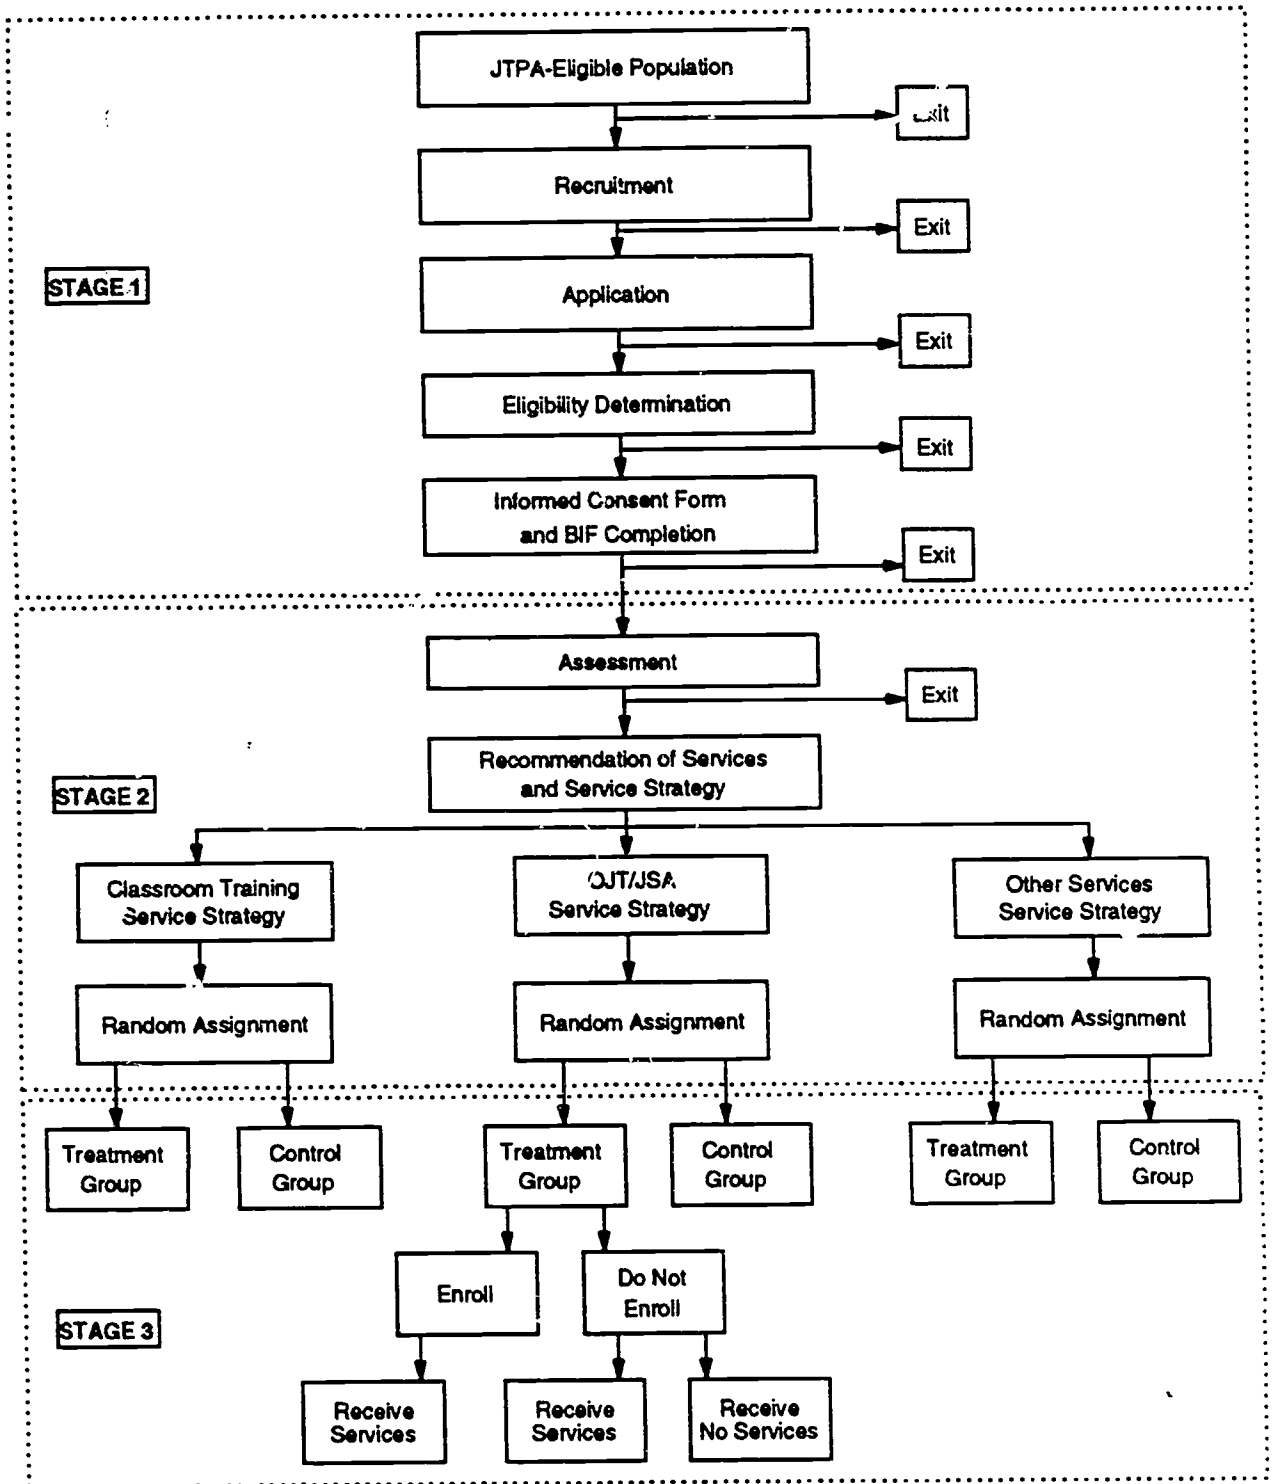 JTPA-Eligible Population
Exit
Recruitment
Exit
STAGE 1
Application
Exit
Eligibility Determination
Exit
Informed Consent Form
and BIF Completion
Exit
Assessment
Exit
Recommendation of Services
and Service Strategy
STAGE 2
Classroom Training
Service Strategy
OJT/JSA
Service Strategy
Other Services
Service Strategy
Random Assignment
Random Assignment
Random Assignment
Treatment
Group
Control
Group
Treatment
Group
Control
Group
Treatment
Group
Control
Group
Enroll
Do Not
Enroll
STAGE 3
Receive
Services
Receive
Services
Receive
No Services